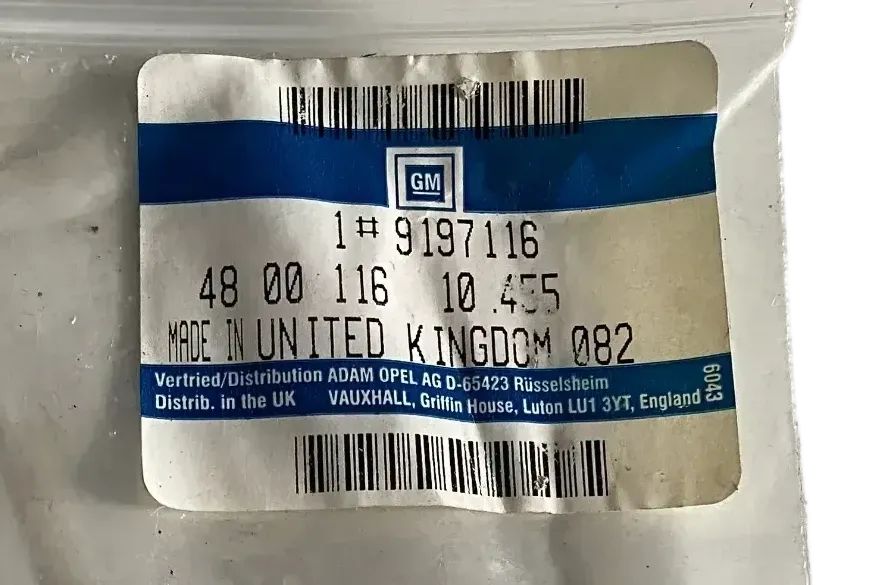 GM
1# 9197116
48 00 116 10.455
MADE IN UNITED KINGDOM 082
Vertried/Distribution ADAM OPEL AG D-65423 Rüsselsheim
Distrib. in the UK VAUXHALL, Griffin House, Luton LU1 3YT, England
6043